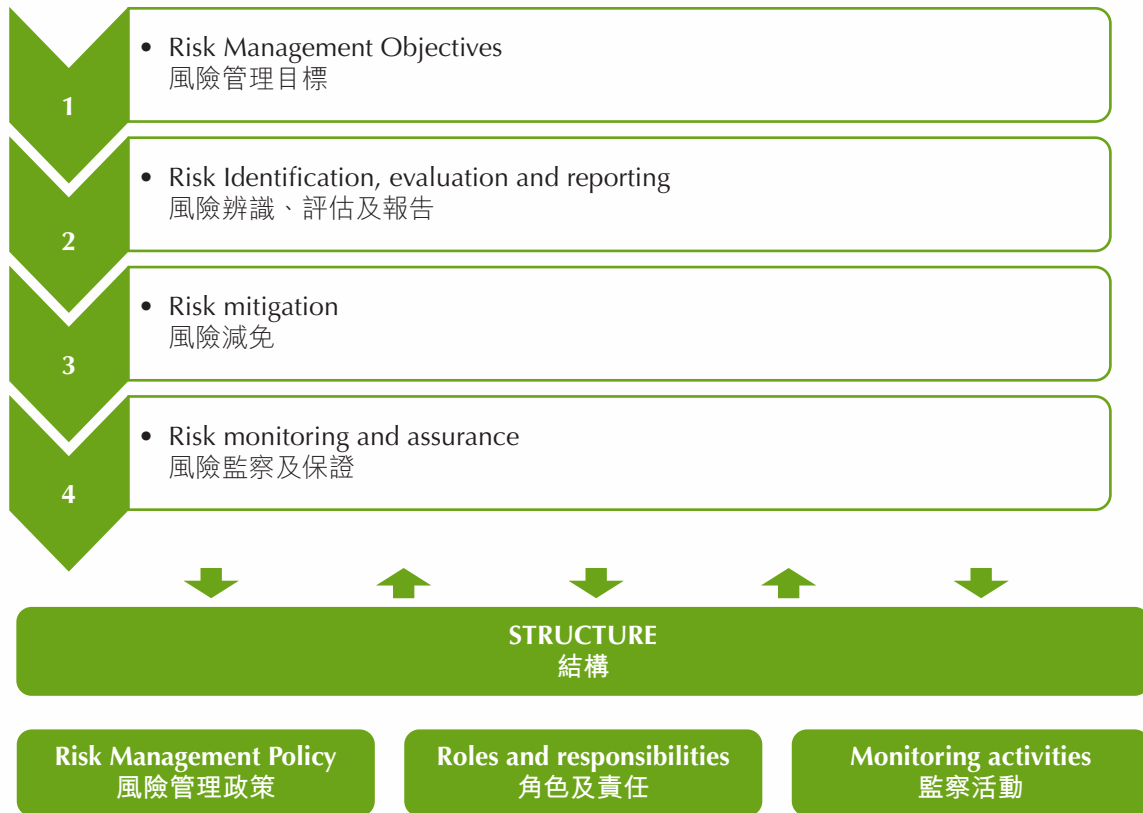 1
• Risk Management Objectives
風險管理目標
2
• Risk Identification, evaluation and reporting
風險辨識、評估及報告
3
• Risk mitigation
風險減免
4
• Risk monitoring and assurance
風險監察及保證
STRUCTURE
結構
Risk Management Policy
風險管理政策
Roles and responsibilities
角色及責任
Monitoring activities
監察活動